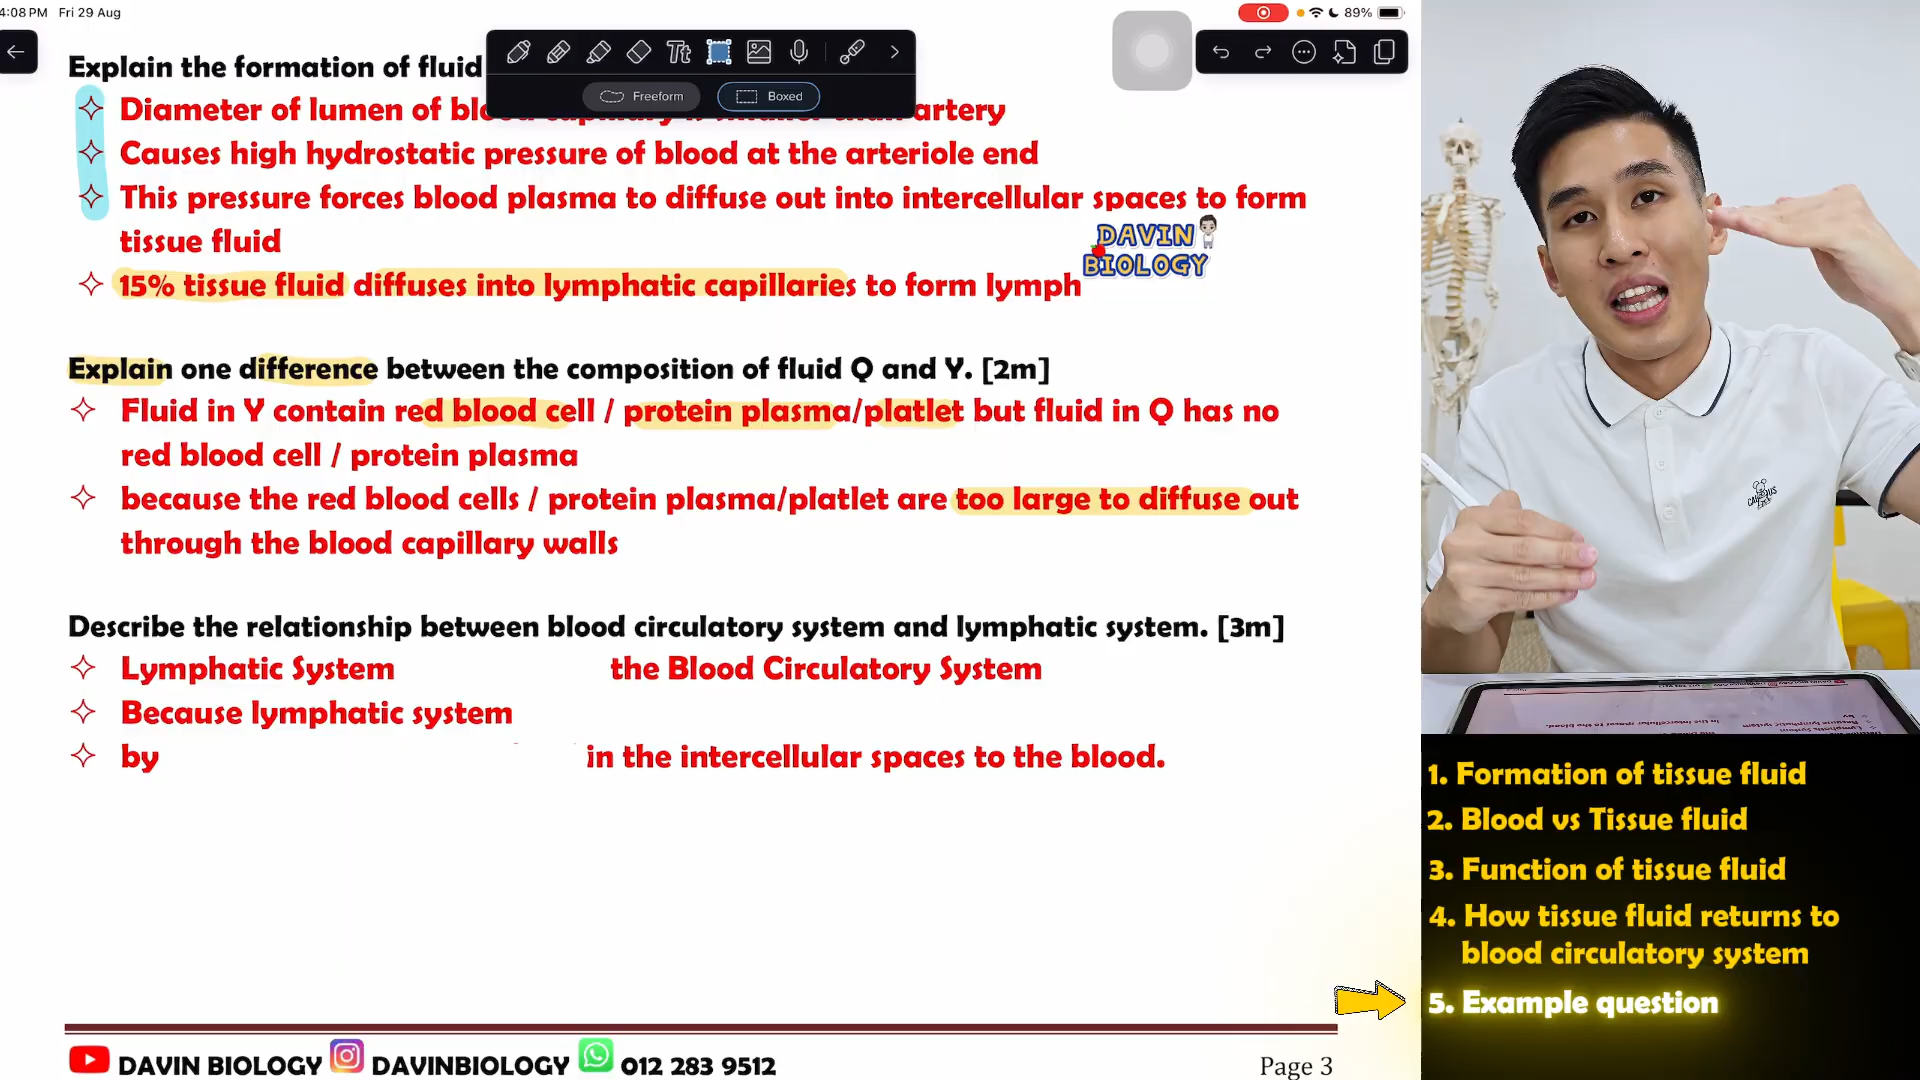 4:08 PM Fri 29 Aug
89%
Explain the formation of fluid
Freeform
Boxed
Diameter of lumen of artery
Causes high hydrostatic pressure of blood at the arteriole end
This pressure forces blood plasma to diffuse out into intercellular spaces to form
tissue fluid
DAVIN
BIOLOGY
15% tissue fluid diffuses into lymphatic capillaries to form lymph
Explain one difference between the composition of fluid Q and Y. [2m]
Fluid in Y contain red blood cell / protein plasma/platlet but fluid in Q has no
red blood cell / protein plasma
because the red blood cells / protein plasma/platlet are too large to diffuse out
through the blood capillary walls
Describe the relationship between blood circulatory system and lymphatic system. [3m]
Lymphatic System the Blood Circulatory System
Because lymphatic system
by in the intercellular spaces to the blood.
DAVIN BIOLOGY DAVINBIOLOGY 012 283 9512
Page 3
1. Formation of tissue fluid
2. Blood vs Tissue fluid
3. Function of tissue fluid
4. How tissue fluid returns to
blood circulatory system
5. Example question